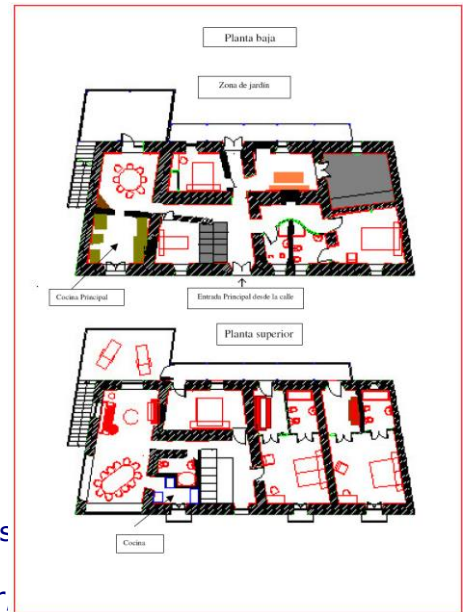 Planta baja
Zona de jardín
Cocina Principal
Entrada Principal desde la calle
Planta superior
Cocina
s
r